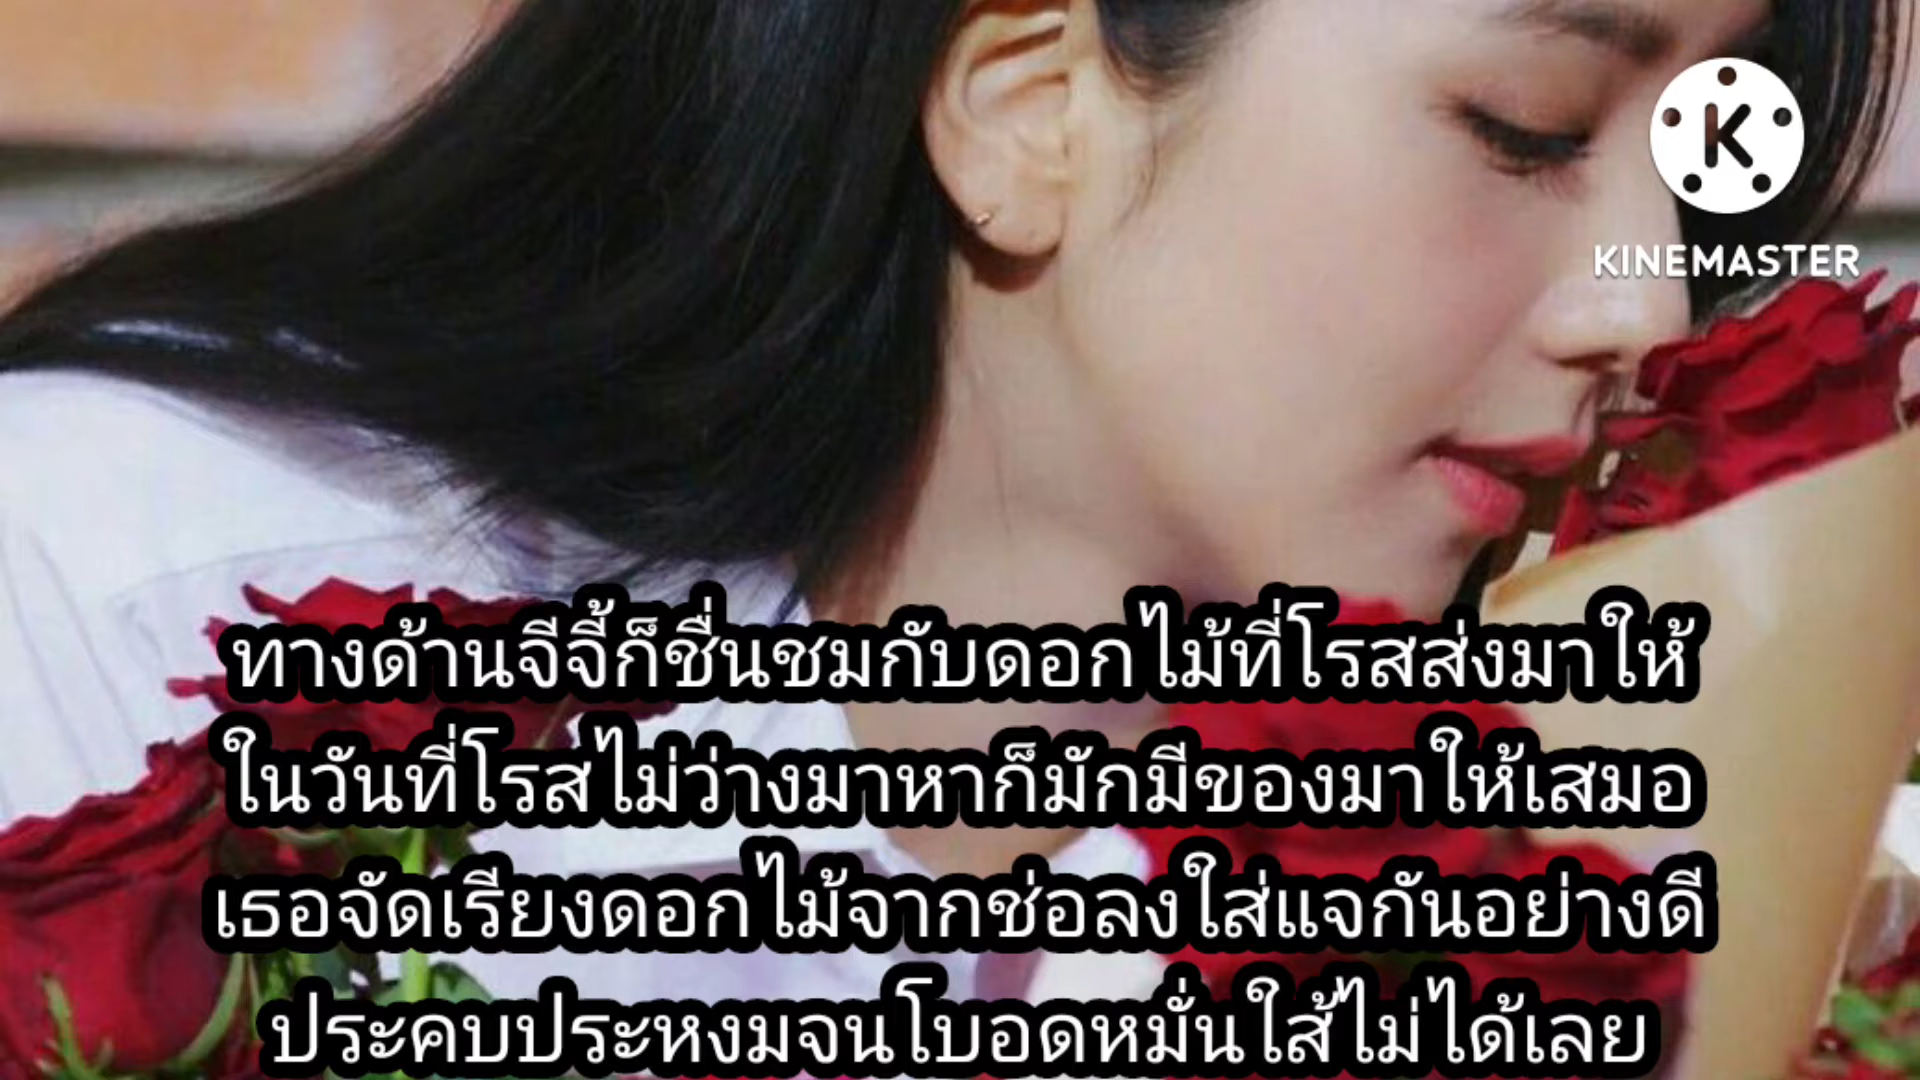 KINEMASTER
ทางด้านจีจี้ก็ชื่นชมกับดอกไม้ที่โรสส่งมาให้
ในวันที่โรสไม่ว่างมาหาก็มักมีของมาให้เสมอ
เธอจัดเรียงดอกไม้จากช่อลงใส่แจกันอย่างดี
ประคบประหงมจนโบอดหมั่นใส้ไม่ได้เลย